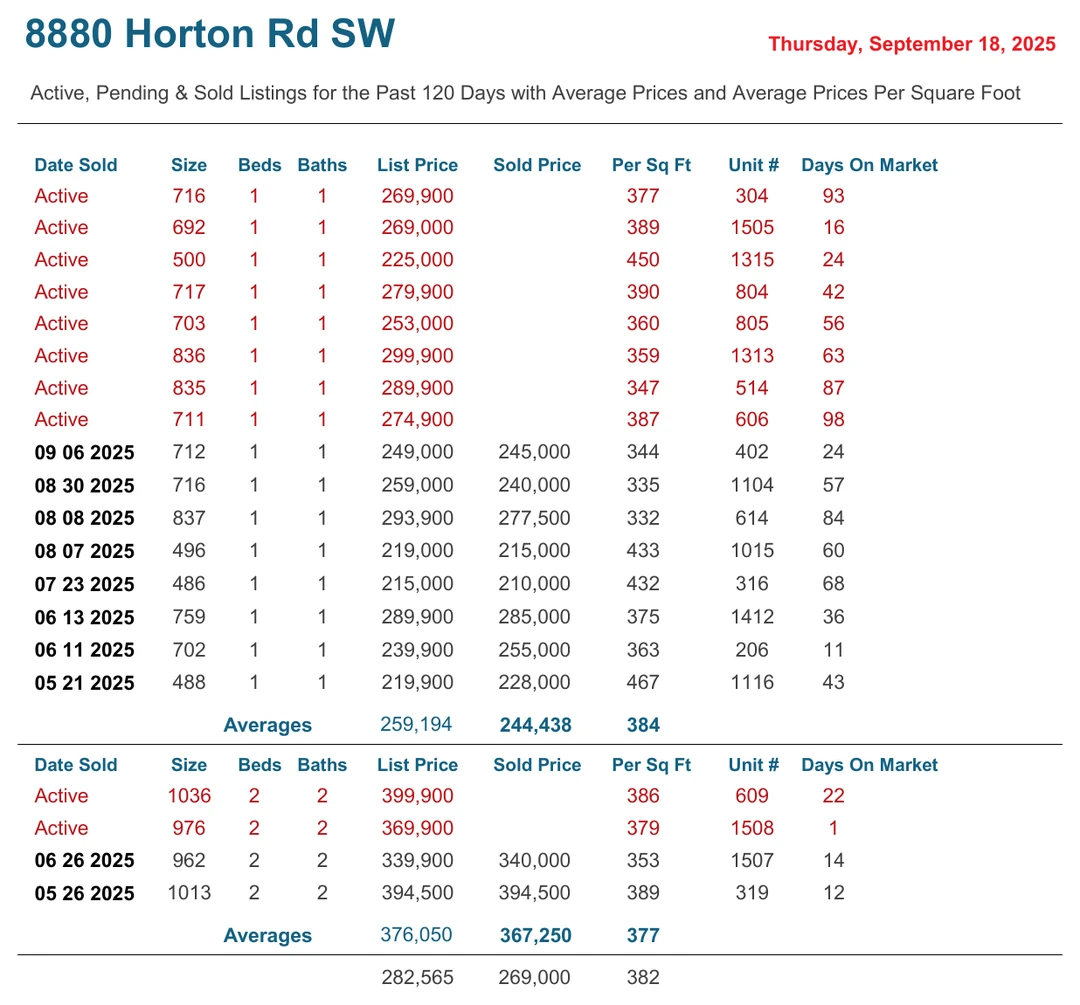 8880 Horton Rd SW
Thursday, September 18, 2025
Active, Pending & Sold Listings for the Past 120 Days with Average Prices and Average Prices Per Square Foot
Date Sold Size Beds Baths List Price Sold Price Per Sq Ft Unit # Days On Market
Active 716 1 1 269,900 377 304 93
Active 692 1 1 269,000 389 1505 16
Active 500 1 1 225,000 450 1315 24
Active 717 1 1 279,900 390 804 42
Active 703 1 1 253,000 360 805 56
Active 836 1 1 299,900 359 1313 63
Active 835 1 1 289,900 347 514 87
Active 711 1 1 274,900 387 606 98
09 06 2025 712 1 1 249,000 245,000 344 402 24
08 30 2025 716 1 1 259,000 240,000 335 1104 57
08 08 2025 837 1 1 293,900 277,500 332 614 84
08 07 2025 496 1 1 219,000 215,000 433 1015 60
07 23 2025 486 1 1 215,000 210,000 432 316 68
06 13 2025 759 1 1 289,900 285,000 375 1412 36
06 11 2025 702 1 1 239,900 255,000 363 206 11
05 21 2025 488 1 1 219,900 228,000 467 1116 43
Averages 259,194 244,438 384
Date Sold Size Beds Baths List Price Sold Price Per Sq Ft Unit # Days On Market
Active 1036 2 2 399,900 386 609 22
Active 976 2 2 369,900 379 1508 1
06 26 2025 962 2 2 339,900 340,000 353 1507 14
05 26 2025 1013 2 2 394,500 394,500 389 319 12
Averages 376,050 367,250 377
282,565 269,000 382